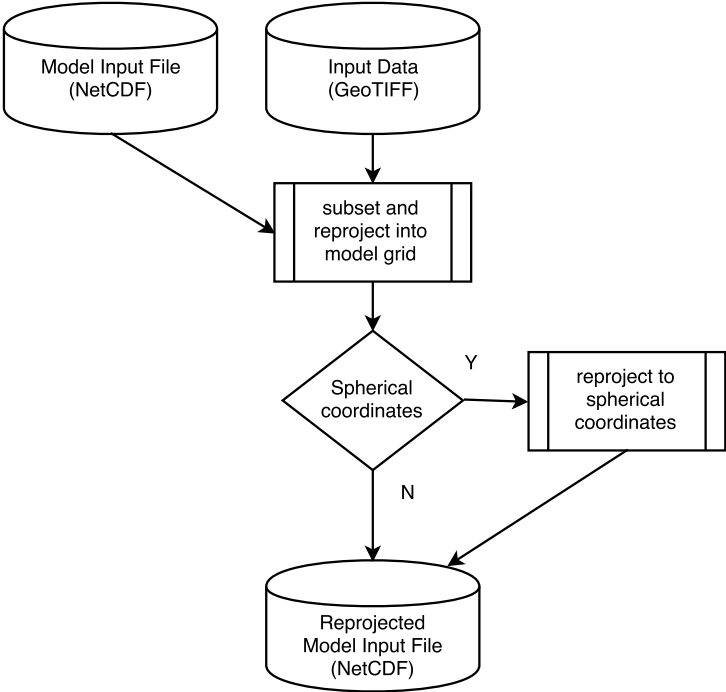 Model Input File
(NetCDF)
Input Data
(GeoTIFF)
subset and
reproject into
model grid
Spherical
coordinates
Y
reproject to
spherical
coordinates
N
Reprojected
Model Input File
(NetCDF)